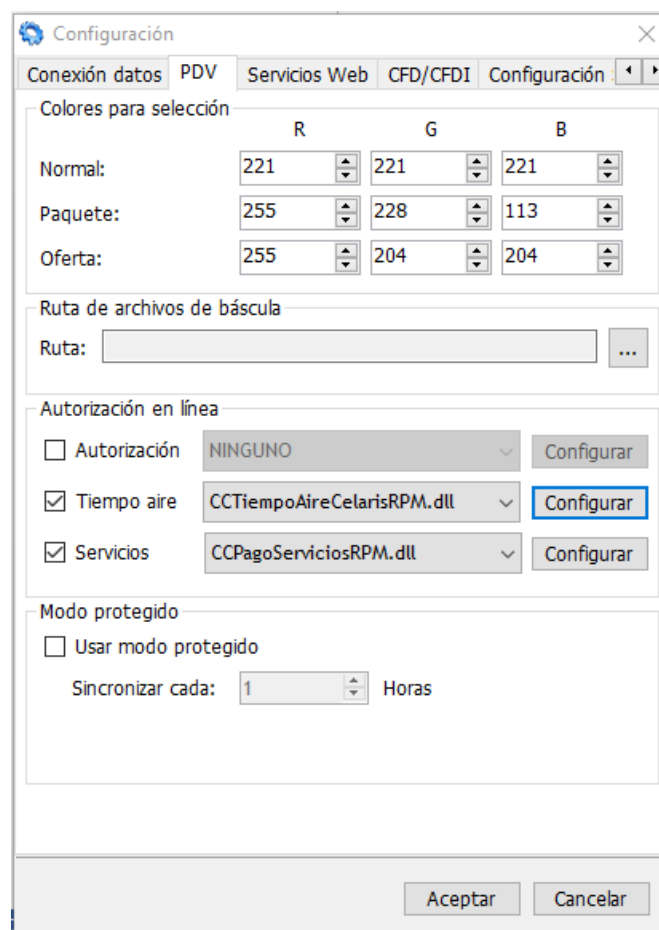 Configuración
Conexión datos PDV Servicios Web CFD/CFDI Configuración
Colores para selección
R G B
Normal: 221 221 221
Paquete: 255 228 113
Oferta: 255 204 204
Ruta de archivos de báscula
Ruta: ...
Autorización en línea
Autorización NINGUNO Configurar
Tiempo aire CCTiempoAireCelarisRPM.dll Configurar
Servicios CCPagoServiciosRPM.dll Configurar
Modo protegido
Usar modo protegido
Sincronizar cada: 1 Horas
Aceptar Cancelar